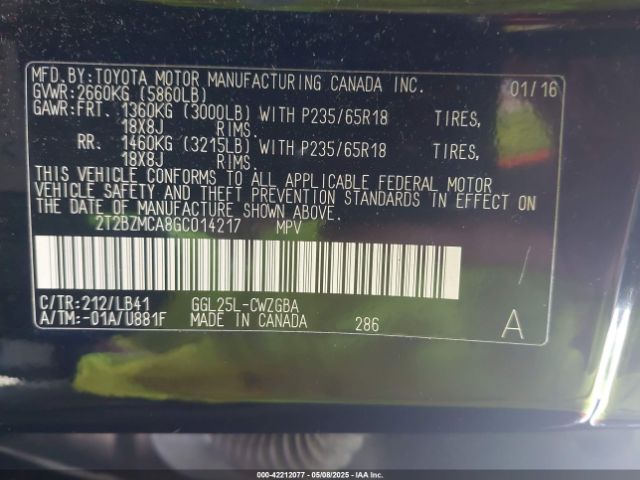 MFD.BY:TOYOTA MOTOR MANUFACTURING CANADA INC. 01/16
GVWR:2660KG (5860LB)
GAWR:FRT. 1360KG (3000LB) WITH P235/65R18 TIRES,
18X8J RIMS.
RR. 1460KG (3215LB) WITH P235/65R18 TIRES,
18X8J RIMS.
THIS VEHICLE CONFORMS TO ALL APPLICABLE FEDERAL MOTOR
VEHICLE SAFETY AND THEFT PREVENTION STANDARDS IN EFFECT ON
THE DATE OF MANUFACTURE SHOWN ABOVE.
2T2BZMCA8GC014217 MPV
C/TR:212/LB41 GGL25L-CWZGBA
A/TM:-01A/U881F MADE IN CANADA 286 A
000-42212077 - 05/08/2025 - IAA Inc.